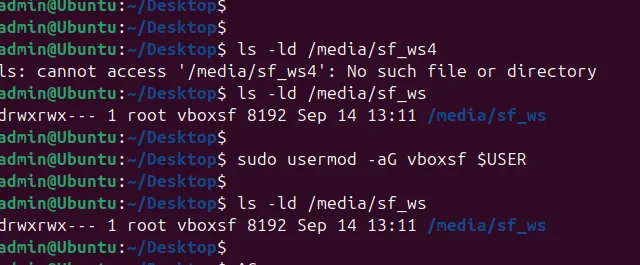 admin@Ubuntu:~/Desktop$
admin@Ubuntu:~/Desktop$
admin@Ubuntu:~/Desktop$ ls -ld /media/sf_ws4
ls: cannot access '/media/sf_ws4': No such file or directory
admin@Ubuntu:~/Desktop$ ls -ld /media/sf_ws
drwxrwx--- 1 root vboxsf 8192 Sep 14 13:11 /media/sf_ws
admin@Ubuntu:~/Desktop$
admin@Ubuntu:~/Desktop$ sudo usermod -aG vboxsf $USER
admin@Ubuntu:~/Desktop$
admin@Ubuntu:~/Desktop$ ls -ld /media/sf_ws
drwxrwx--- 1 root vboxsf 8192 Sep 14 13:11 /media/sf_ws
admin@Ubuntu:~/Desktop$
admin@Ubuntu:~/Desktop$